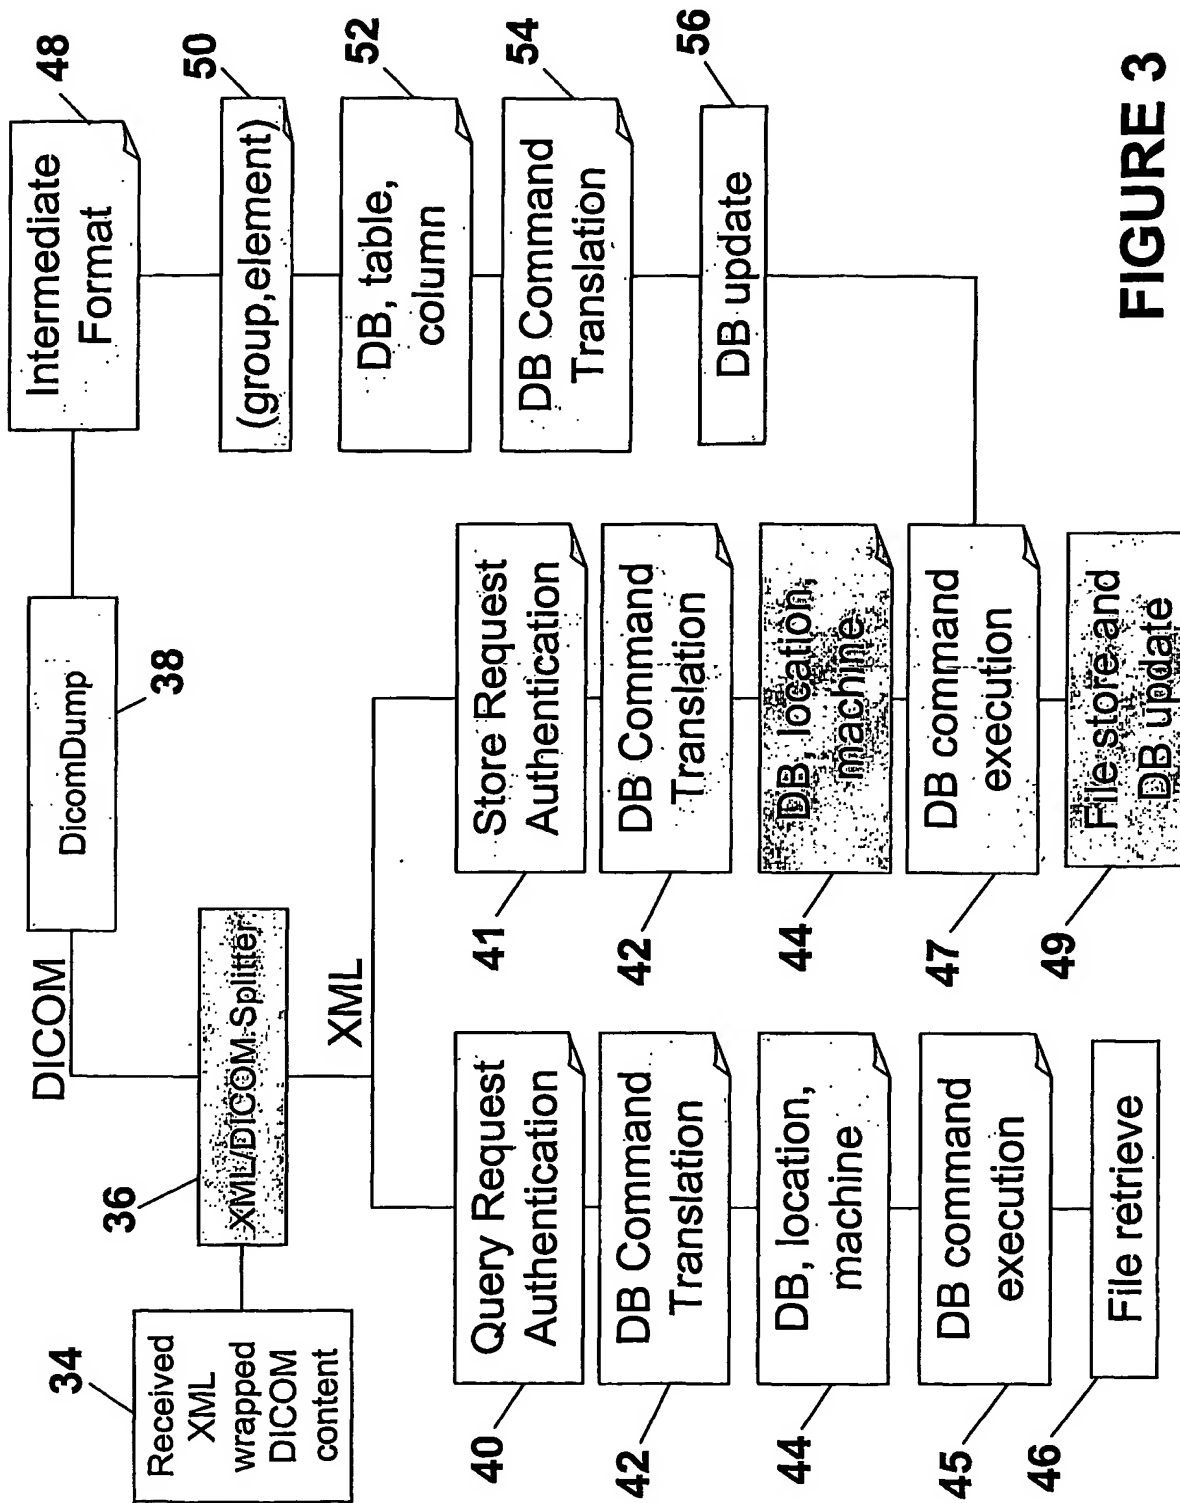 34
Received
XML
wrapped
DICOM
content
36
XML/DICOM Splitter
DICOM
DicomDump
38
Intermediate
Format
48
(group,element)
50
DB, table,
column
52
DB Command
Translation
54
DB update
56
XML
Query Request
Authentication
40
DB Command
Translation
42
DB, location,
machine
44
DB command
execution
45
File retrieve
46
Store Request
Authentication
41
DB Command
Translation
42
DB, location,
machine
44
DB command
execution
47
File store and
DB update
49
FIGURE 3